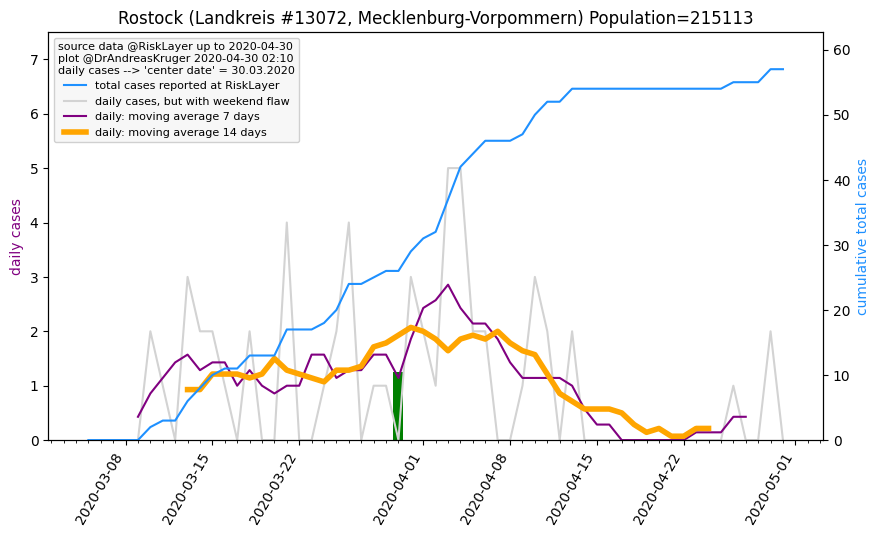 Rostock (Landkreis #13072, Mecklenburg-Vorpommern) Population=215113
source data @RiskLayer up to 2020-04-30
plot @DrAndreasKruger 2020-04-30 02:10
daily cases --> 'center date' = 30.03.2020
total cases reported at RiskLayer
daily cases, but with weekend flaw
daily: moving average 7 days
daily: moving average 14 days
daily cases
7
6
5
4
3
2
1
0
60
50
40
30
20
10
0
cumulative total cases
2020-03-08
2020-03-15
2020-03-22
2020-04-01
2020-04-08
2020-04-15
2020-04-22
2020-05-01